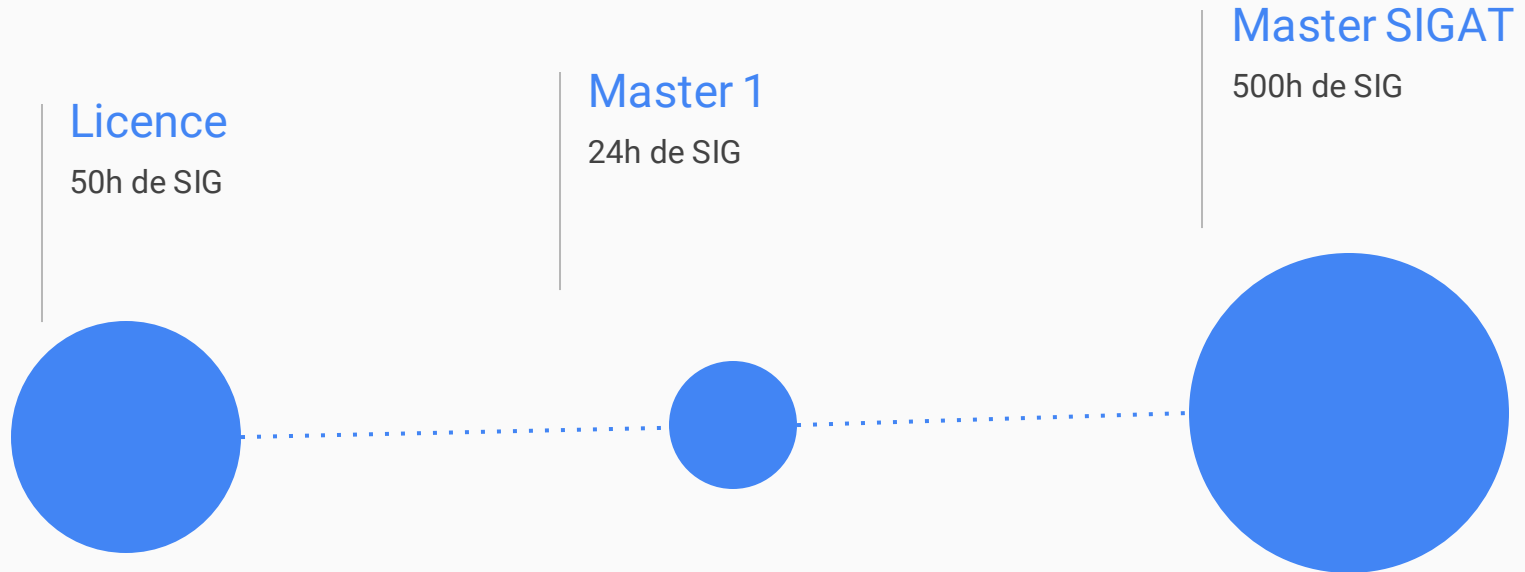 Licence
50h de SIG
Master 1
24h de SIG
Master SIGAT
500h de SIG